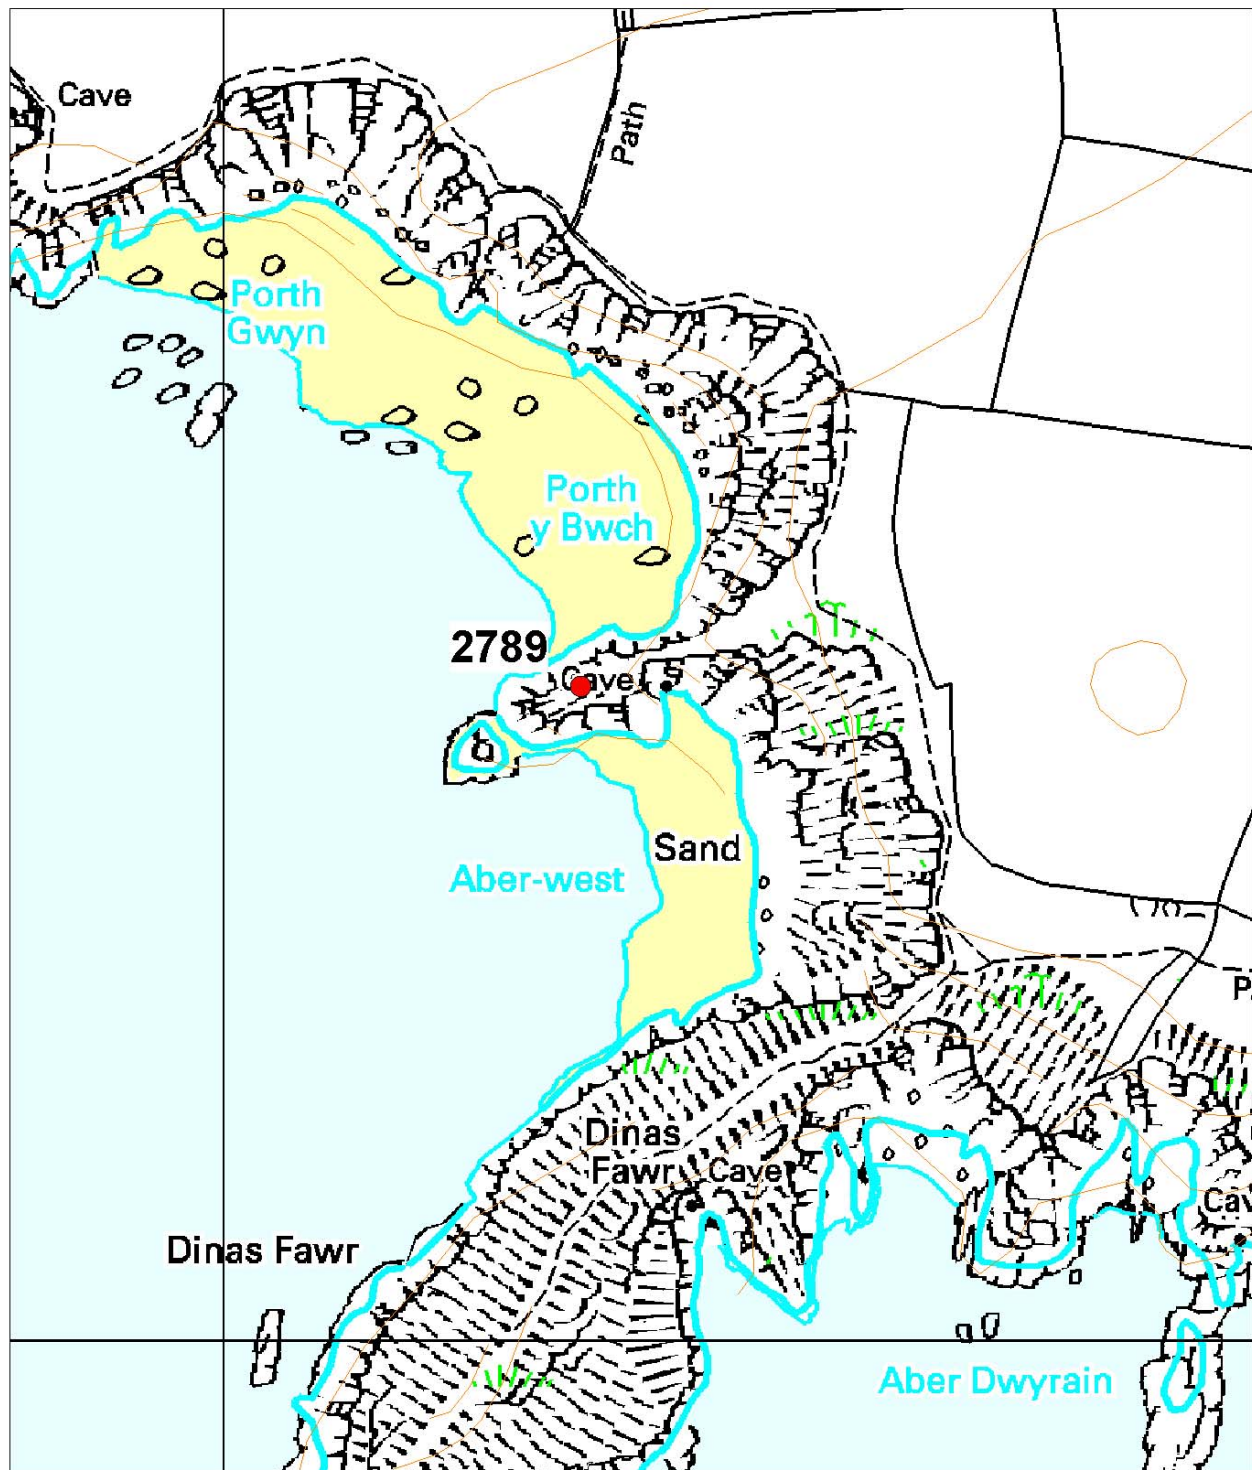 Cave
Path
Porth
Gwyn
Porth
y Bwch
2789
Cave
Sand
Aber-west
Dinas
Fawr
Cave
Dinas Fawr
Aber Dwyrain